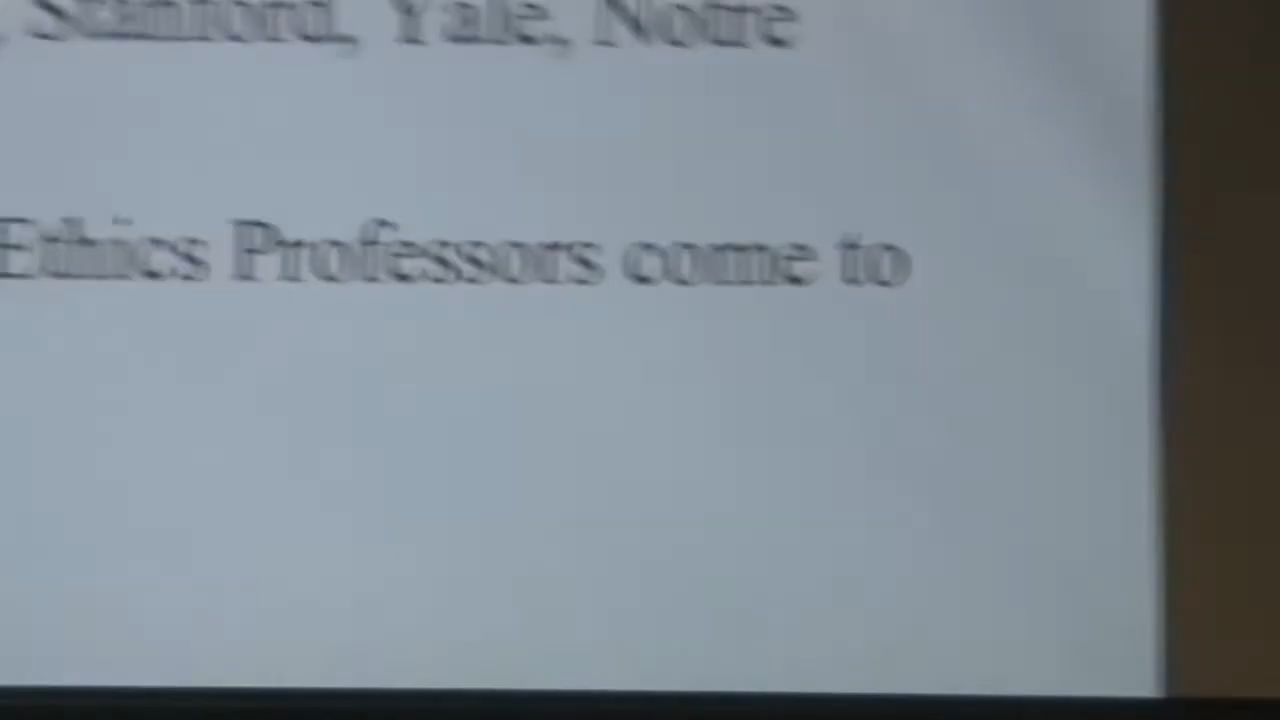 , Stanford, Yale, Notre
Ethics Professors come to